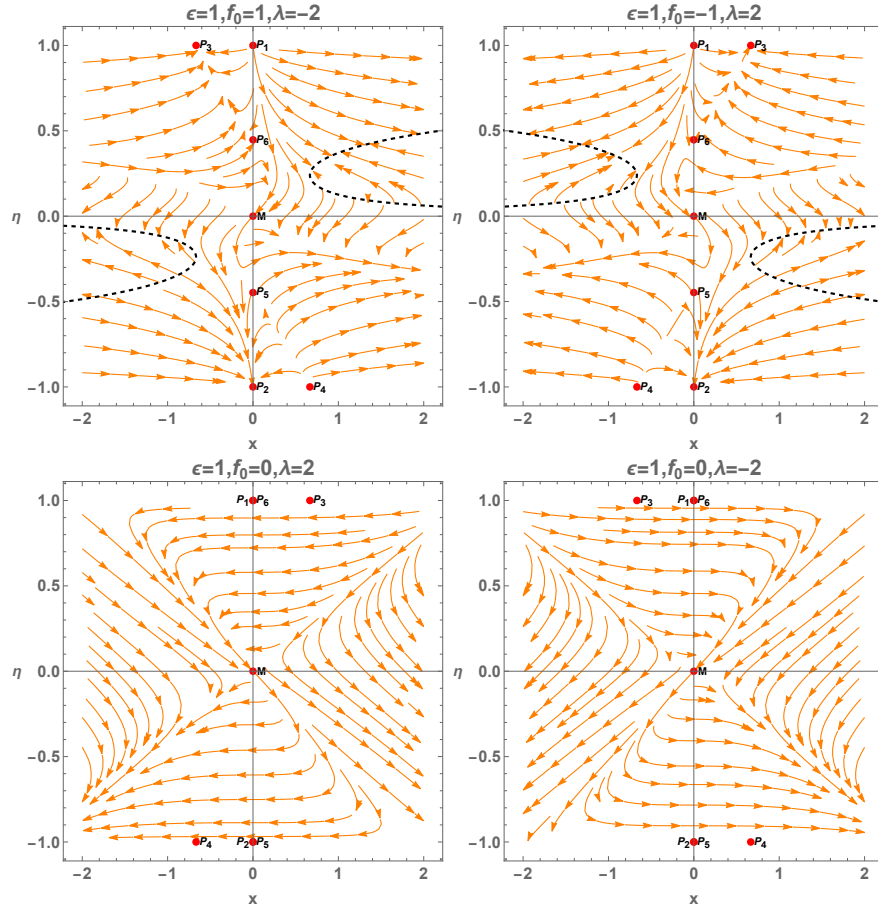 ϵ=1,f₀=1,λ=-2
P₃ P₁
1.0
0.5
P₆
η 0.0 M
-0.5
P₅
-1.0
P₂ P₄
-2 -1 0 1 2
x
ϵ=1,f₀=-1,λ=2
P₁ P₃
1.0
0.5
P₆
η 0.0 M
-0.5
P₅
-1.0
P₄ P₂
-2 -1 0 1 2
x
ϵ=1,f₀=0,λ=2
1.0 P₁ P₆ P₃
0.5
η 0.0 M
-0.5
-1.0 P₄ P₂ P₅
-2 -1 0 1 2
x
ϵ=1,f₀=0,λ=-2
1.0 P₃ P₁ P₆
0.5
η 0.0 M
-0.5
-1.0 P₂ P₅ P₄
-2 -1 0 1 2
x